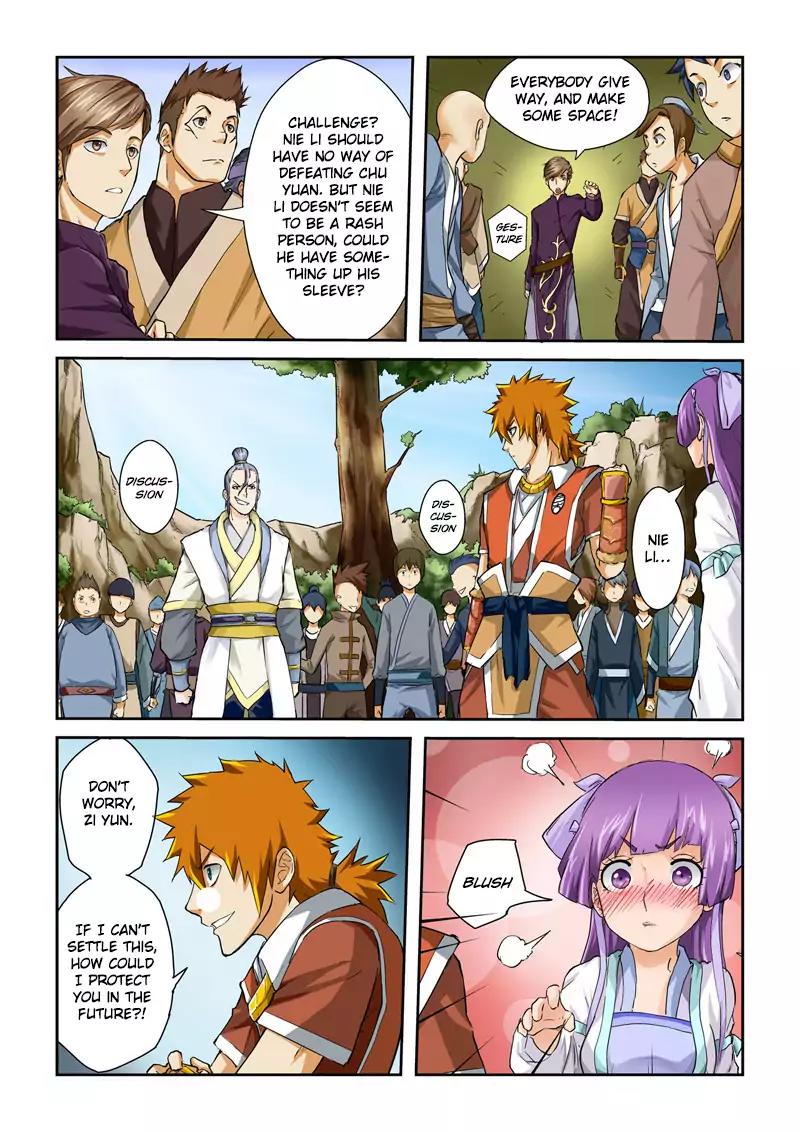 CHALLENGE?
NIE LI SHOULD
HAVE NO WAY OF
DEFEATING CHU
YUAN. BUT NIE
LI DOESN'T SEEM
TO BE A RASH
PERSON, COULD
HE HAVE SOME-
THING UP HIS
SLEEVE?
EVERYBODY GIVE
WAY, AND MAKE
SOME SPACE!
GES-
TURE
DISCUS-
SION
DIS-
CUS-
SION
NIE
LI...
DON'T
WORRY,
ZI YUN.
IF I CAN'T
SETTLE THIS,
HOW COULD
I PROTECT
YOU IN THE
FUTURE?!
BLUSH